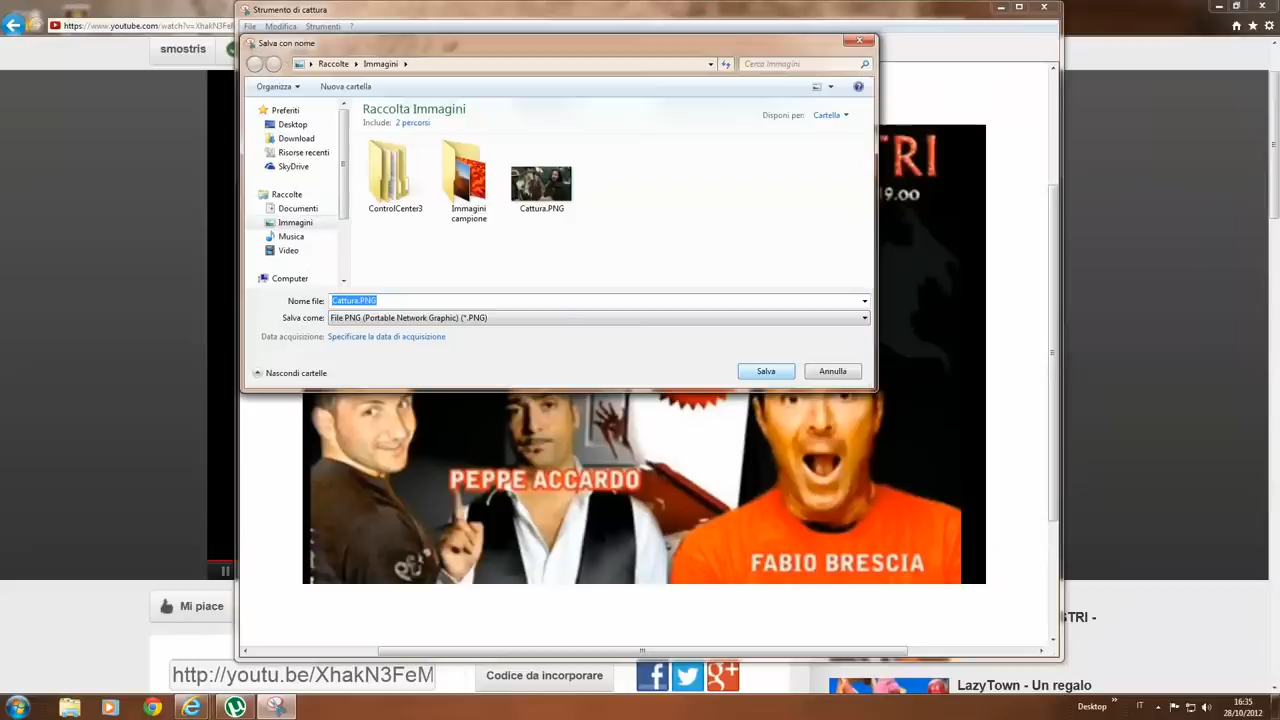 Strumento di cattura
https://www.youtube.com/watch?v=XhakN3FeM
File Modifica Strumenti ?
smostris
Salva con nome
Raccolte Immagini
Cerca Immagini
Organizza Nuova cartella
Preferiti
Desktop
Download
Risorse recenti
SkyDrive
Raccolte
Documenti
Immagini
Musica
Video
Computer
Raccolta Immagini
Include: 2 percorsi
Disponi per: Cartella
ControlCenter3
Immagini campione
Cattura.PNG
Nome file: Cattura.PNG
Salva come: File PNG (Portable Network Graphic) (*.PNG)
Data acquisizione: Specificare la data di acquisizione
Nascondi cartelle
Salva
Annulla
TRI
19.00
PEPPE ACCARDO
FABIO BRESCIA
Mi piace
STRI -
http://youtu.be/XhakN3FeM
Codice da incorporare
LazyTown - Un regalo
Desktop
IT
16:35
28/10/2012